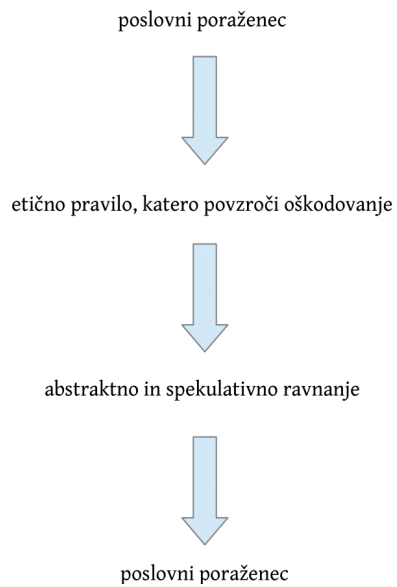 poslovni poraženec
etično pravilo, katero povzroči oškodovanje
abstraktno in spekulativno ravnanje
poslovni poraženec